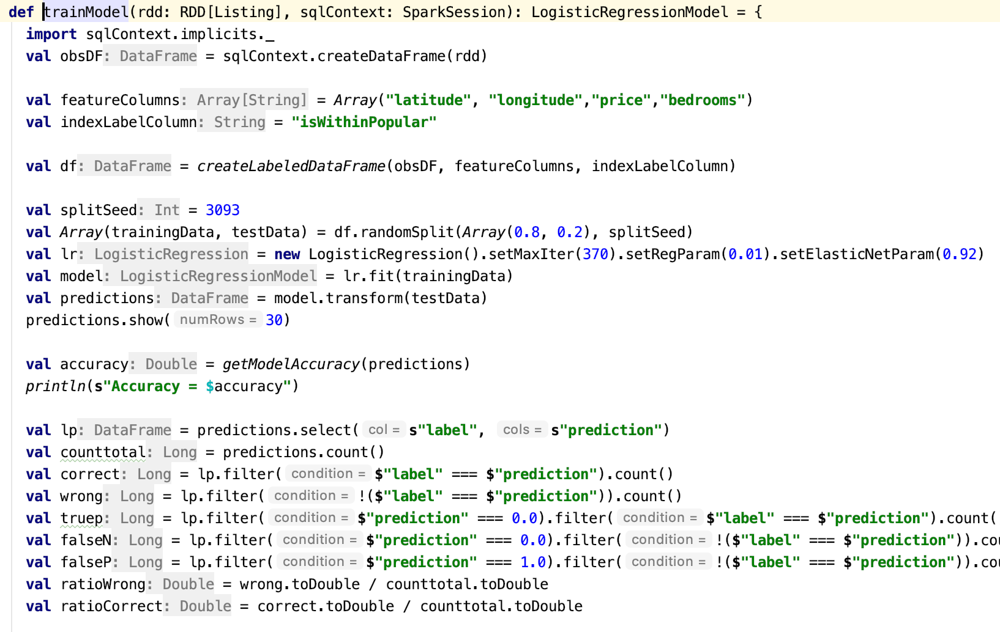 def trainModel(rdd: RDD[Listing], sqlContext: SparkSession): LogisticRegressionModel = {
import sqlContext.implicits._
val obsDF: DataFrame = sqlContext.createDataFrame(rdd)
val featureColumns: Array[String] = Array("latitude", "longitude","price","bedrooms")
val indexLabelColumn: String = "isWithinPopular"
val df: DataFrame = createLabeledDataFrame(obsDF, featureColumns, indexLabelColumn)
val splitSeed: Int = 3093
val Array(trainingData, testData) = df.randomSplit(Array(0.8, 0.2), splitSeed)
val lr: LogisticRegression = new LogisticRegression().setMaxIter(370).setRegParam(0.01).setElasticNetParam(0.92)
val model: LogisticRegressionModel = lr.fit(trainingData)
val predictions: DataFrame = model.transform(testData)
predictions.show( numRows = 30)
val accuracy: Double = getModelAccuracy(predictions)
println(s"Accuracy = $accuracy")
val lp: DataFrame = predictions.select( col = s"label", cols = s"prediction")
val counttotal: Long = predictions.count()
val correct: Long = lp.filter( condition = $"label" === $"prediction").count()
val wrong: Long = lp.filter( condition = !($"label" === $"prediction")).count()
val truep: Long = lp.filter( condition = $"prediction" === 0.0).filter( condition = $"label" === $"prediction").count(
val falseN: Long = lp.filter( condition = $"prediction" === 0.0).filter( condition = !($"label" === $"prediction")).cou
val falseP: Long = lp.filter( condition = $"prediction" === 1.0).filter( condition = !($"label" === $"prediction")).cou
val ratioWrong: Double = wrong.toDouble / counttotal.toDouble
val ratioCorrect: Double = correct.toDouble / counttotal.toDouble